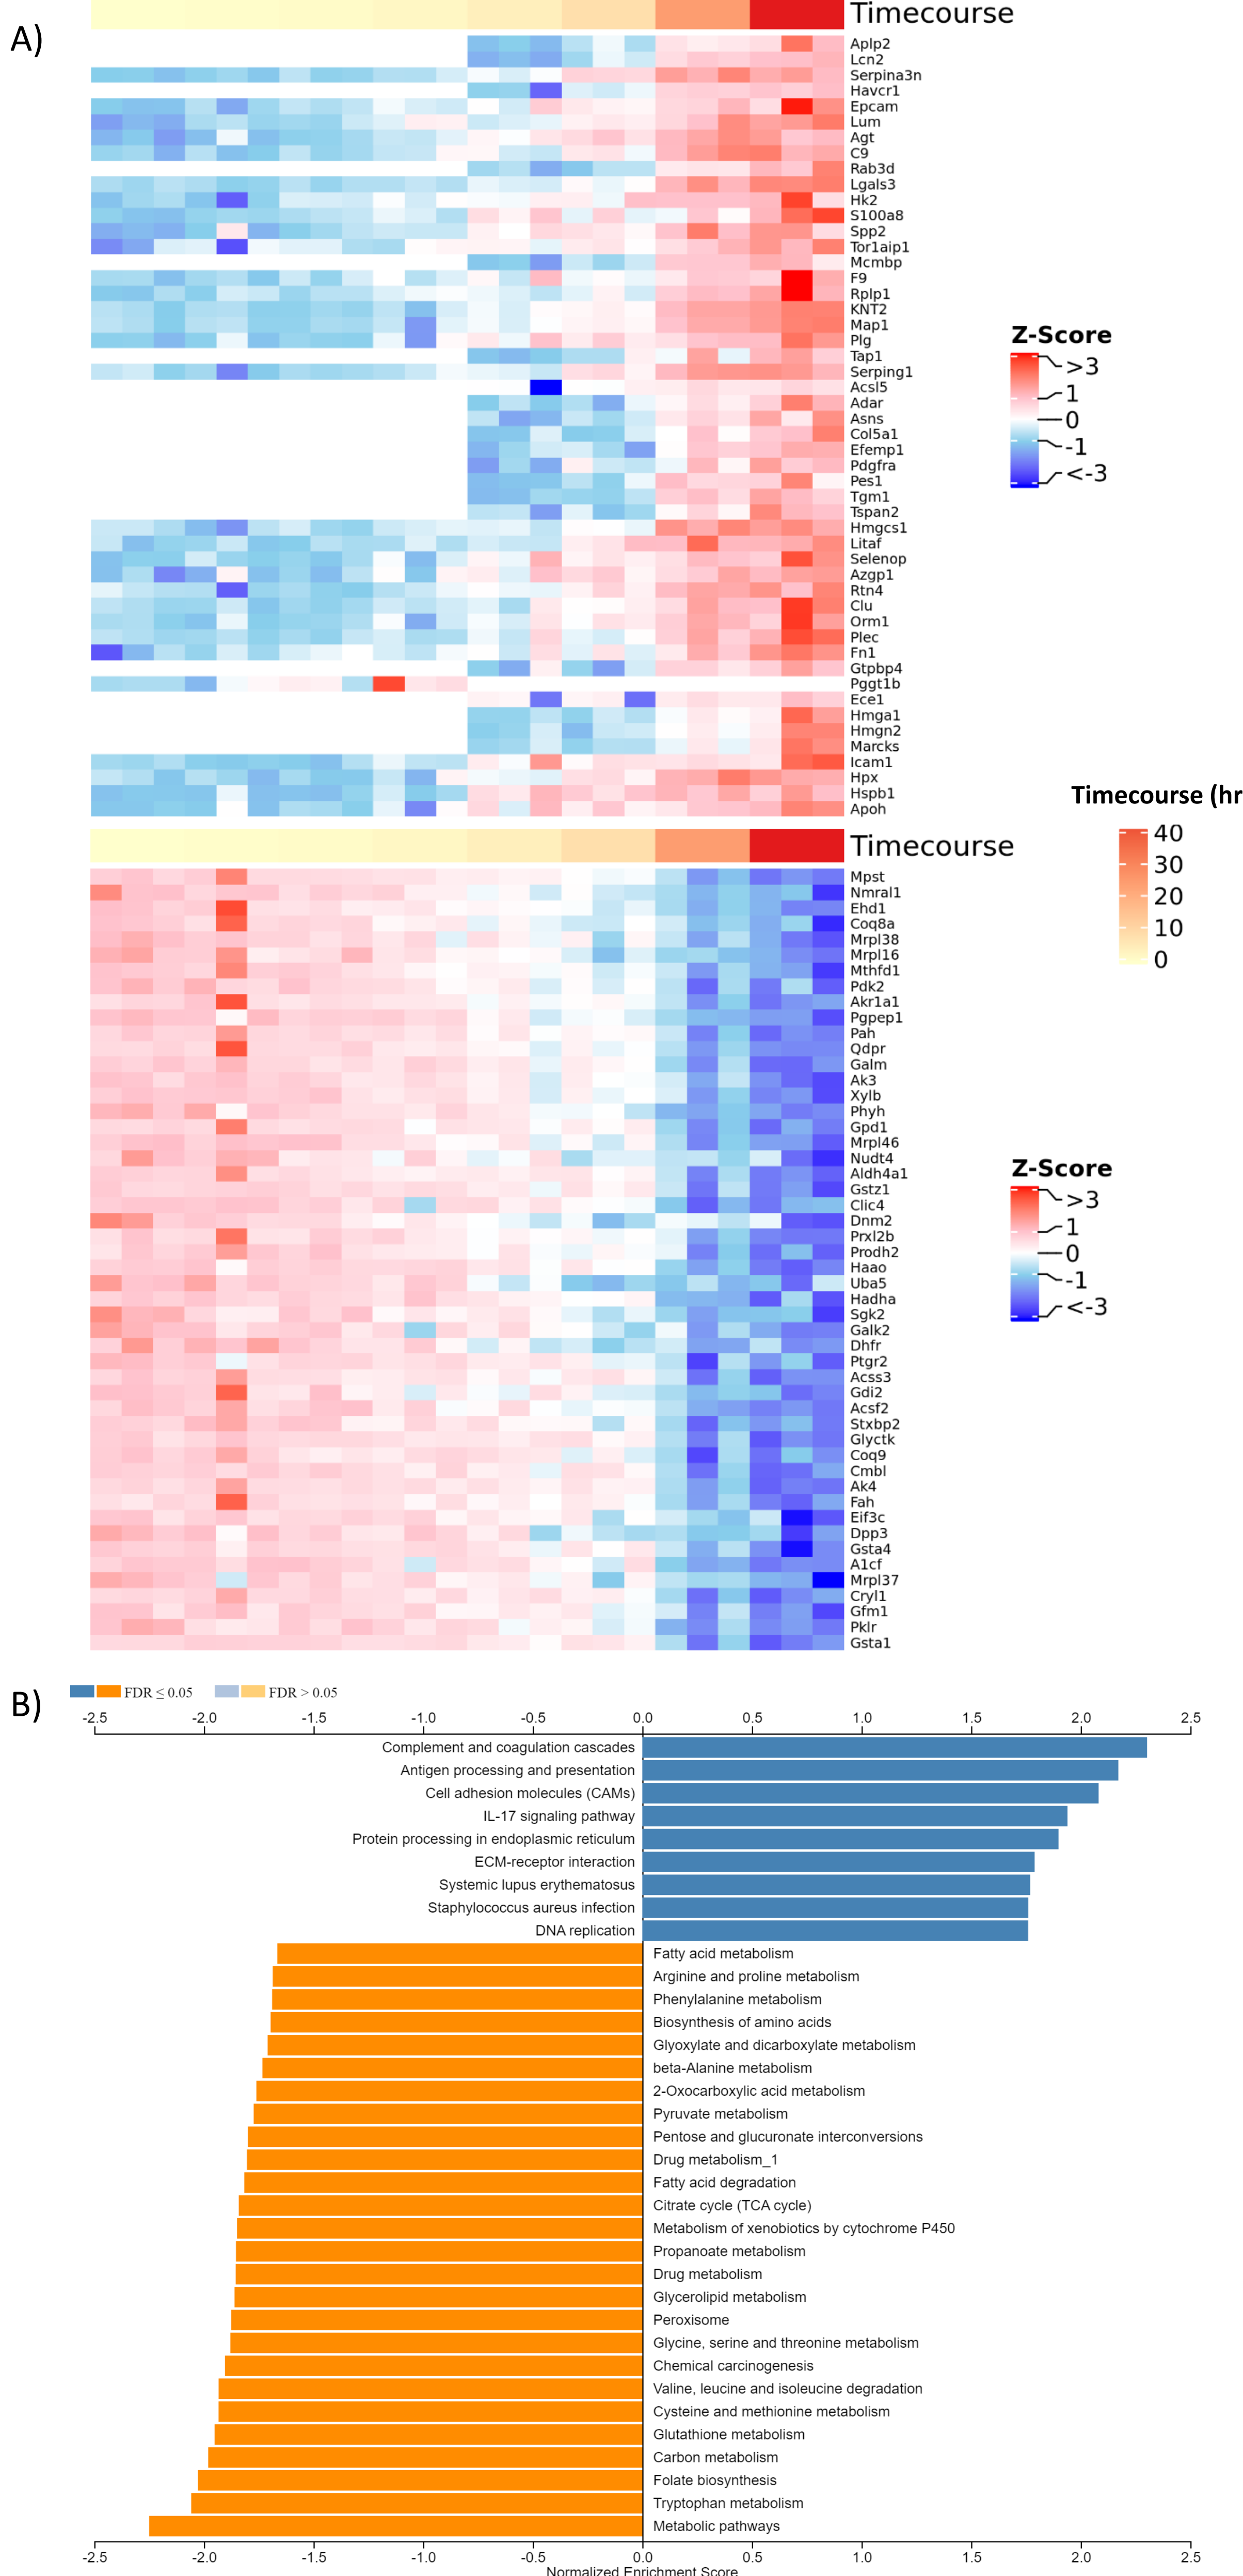 A)
Timecourse
Aplp2
Lcn2
Serpina3n
Havcr1
Epcam
Lum
Agt
C9
Rab3d
Lgals3
Hk2
S100a8
Spp2
Tor1aip1
Mcmbp
F9
Rplp1
KNT2
Map1
Plg
Tap1
Serping1
Acsl5
Adar
Asns
Col5a1
Efemp1
Pdgfra
Pes1
Tgm1
Tspan2
Hmgcs1
Litaf
Selenop
Azgp1
Rtn4
Clu
Orm1
Plec
Fn1
Gtpbp4
Pggt1b
Ece1
Hmga1
Hmgn2
Marcks
Icam1
Hpx
Hspb1
Apoh
Z-Score
>3
1
0
-1
<-3
Timecourse (hr
40
30
20
10
0
Timecourse
Mpst
Nmral1
Ehd1
Coq8a
Mrpl38
Mrpl16
Mthfd1
Pdk2
Akr1a1
Pgpep1
Pah
Qdpr
Galm
Ak3
Xylb
Phyh
Gpd1
Mrpl46
Nudt4
Aldh4a1
Gstz1
Clic4
Dnm2
Prxl2b
Prodh2
Haao
Uba5
Hadha
Sgk2
Galk2
Dhfr
Ptgr2
Acss3
Gdi2
Acsf2
Stxbp2
Glyctk
Coq9
Cmbl
Ak4
Fah
Eif3c
Dpp3
Gsta4
A1cf
Mrpl37
Cryl1
Gfm1
Pklr
Gsta1
Z-Score
>3
1
0
-1
<-3
B)
FDR ≤ 0.05 FDR > 0.05
-2.5 -2.0 -1.5 -1.0 -0.5 0.0 0.5 1.0 1.5 2.0 2.5
Complement and coagulation cascades
Antigen processing and presentation
Cell adhesion molecules (CAMs)
IL-17 signaling pathway
Protein processing in endoplasmic reticulum
ECM-receptor interaction
Systemic lupus erythematosus
Staphylococcus aureus infection
DNA replication
Fatty acid metabolism
Arginine and proline metabolism
Phenylalanine metabolism
Biosynthesis of amino acids
Glyoxylate and dicarboxylate metabolism
beta-Alanine metabolism
2-Oxocarboxylic acid metabolism
Pyruvate metabolism
Pentose and glucuronate interconversions
Drug metabolism_1
Fatty acid degradation
Citrate cycle (TCA cycle)
Metabolism of xenobiotics by cytochrome P450
Propanoate metabolism
Drug metabolism
Glycerolipid metabolism
Peroxisome
Glycine, serine and threonine metabolism
Chemical carcinogenesis
Valine, leucine and isoleucine degradation
Cysteine and methionine metabolism
Glutathione metabolism
Carbon metabolism
Folate biosynthesis
Tryptophan metabolism
Metabolic pathways
-2.5 -2.0 -1.5 -1.0 -0.5 0.0 0.5 1.0 1.5 2.0 2.5
Normalized Enrichment Score